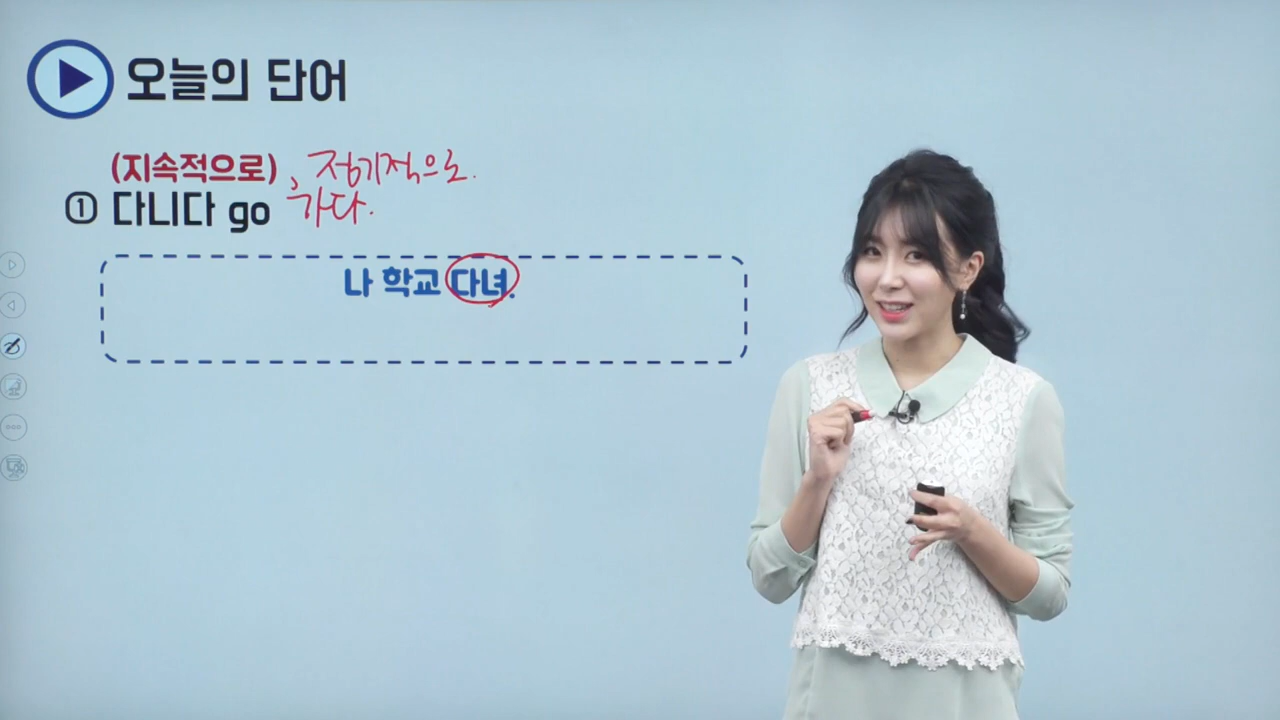 오늘의 단어
(지속적으로), 정기적으로.
① 다니다 go 가다.
나 학교 다녀.